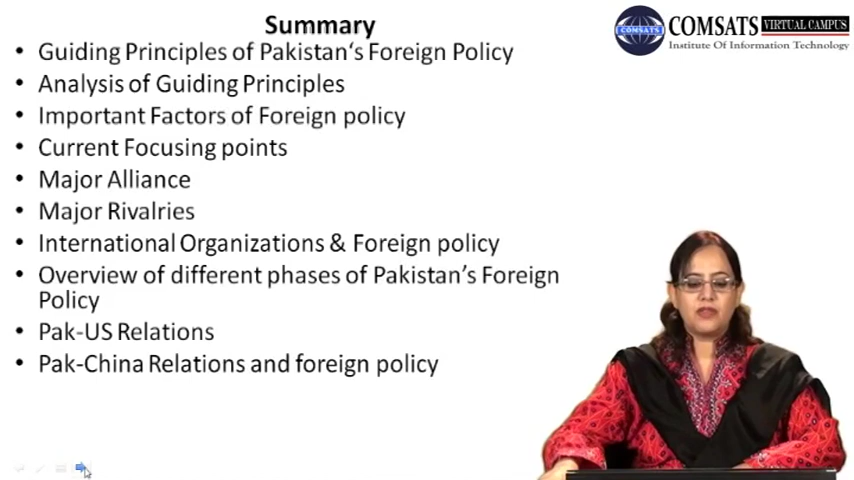 Summary
• Guiding Principles of Pakistan‘s Foreign Policy
• Analysis of Guiding Principles
• Important Factors of Foreign policy
• Current Focusing points
• Major Alliance
• Major Rivalries
• International Organizations & Foreign policy
• Overview of different phases of Pakistan’s Foreign
Policy
• Pak-US Relations
• Pak-China Relations and foreign policy
COMSATS
COMSATS VIRTUAL CAMPUS
Institute Of Information Technology